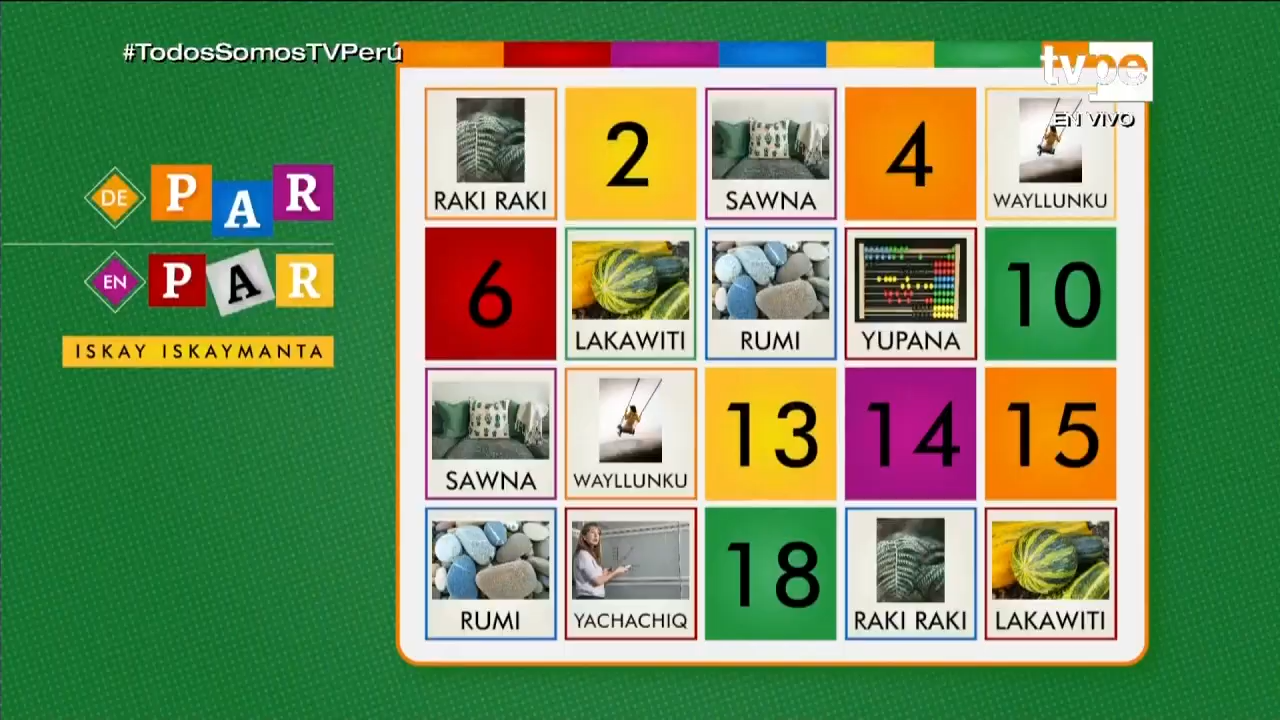 #TodosSomosTVPerú
tvpe
EN VIVO
DE PAR
EN PAR
ISKAY ISKAYMANTA
RAKI RAKI
2
SAWNA
4
WAYLLUNKU
6
LAKAWITI
RUMI
YUPANA
10
SAWNA
WAYLLUNKU
13
14
15
RUMI
YACHACHIQ
18
RAKI RAKI
LAKAWITI